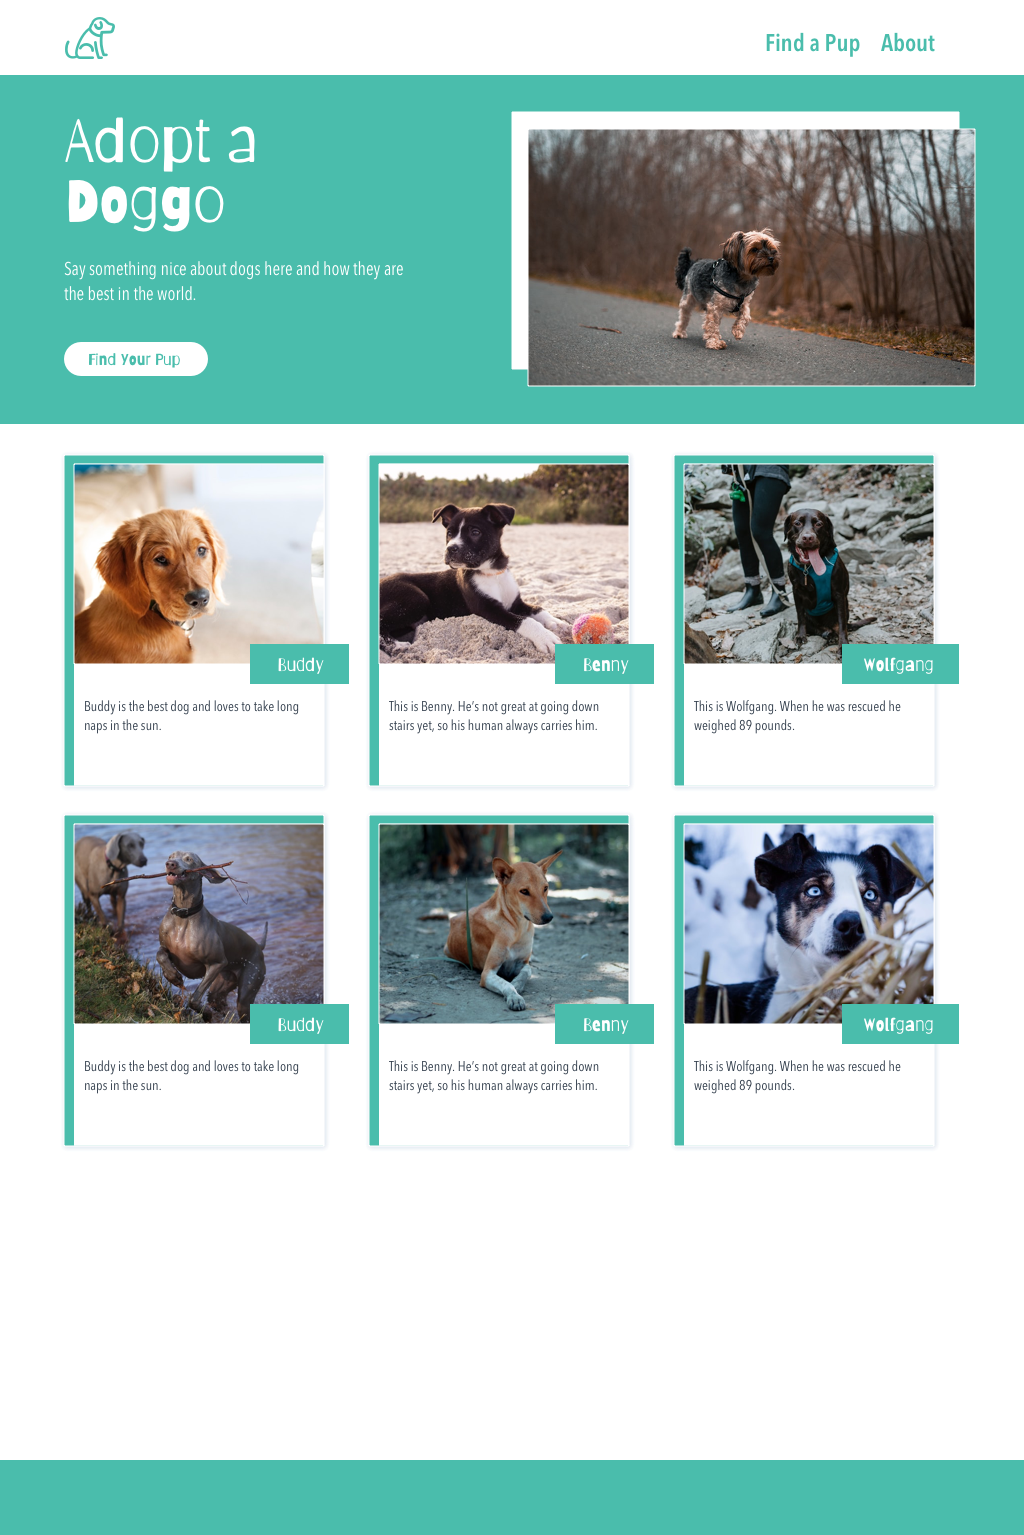 Find a Pup About
Adopt a
Doggo
Say something nice about dogs here and how they are
the best in the world.
Find Your Pup
Buddy
Buddy is the best dog and loves to take long
naps in the sun.
Benny
This is Benny. He’s not great at going down
stairs yet, so his human always carries him.
Wolfgang
This is Wolfgang. When he was rescued he
weighed 89 pounds.
Buddy
Buddy is the best dog and loves to take long
naps in the sun.
Benny
This is Benny. He’s not great at going down
stairs yet, so his human always carries him.
Wolfgang
This is Wolfgang. When he was rescued he
weighed 89 pounds.